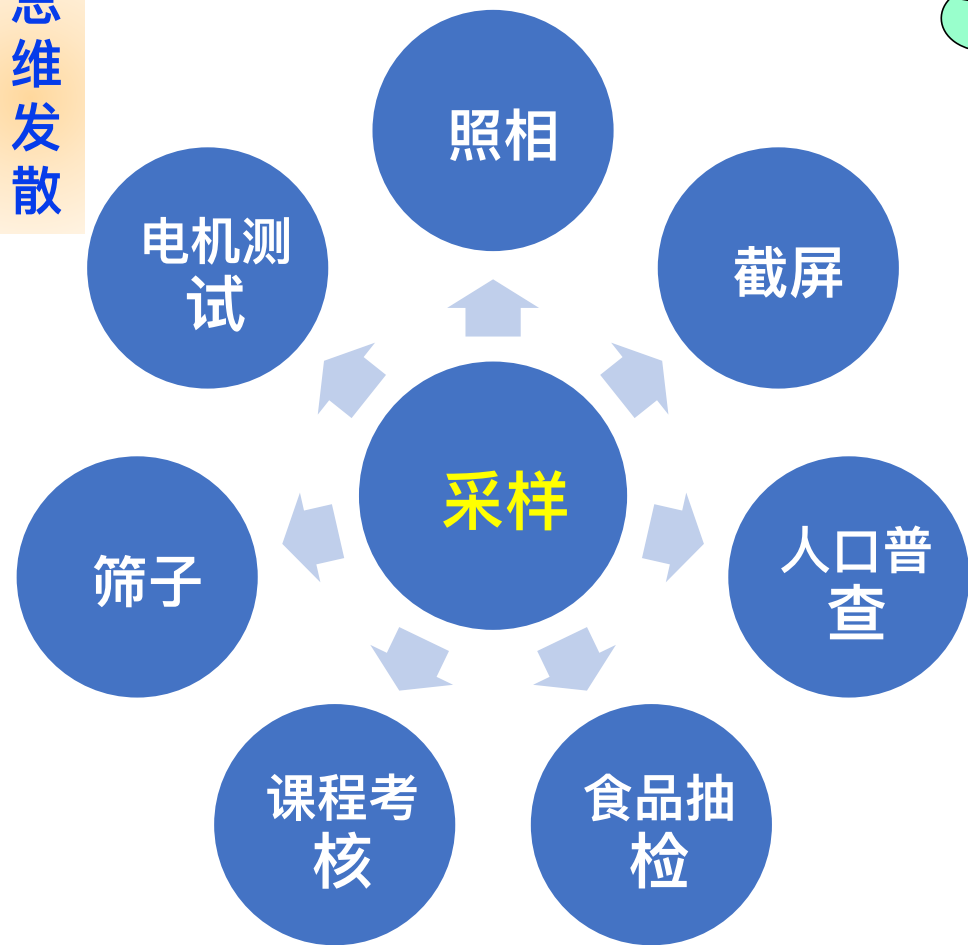 思
维
发
散
照相
电机测
试
截屏
采样
筛子
人口普
查
课程考
核
食品抽
检